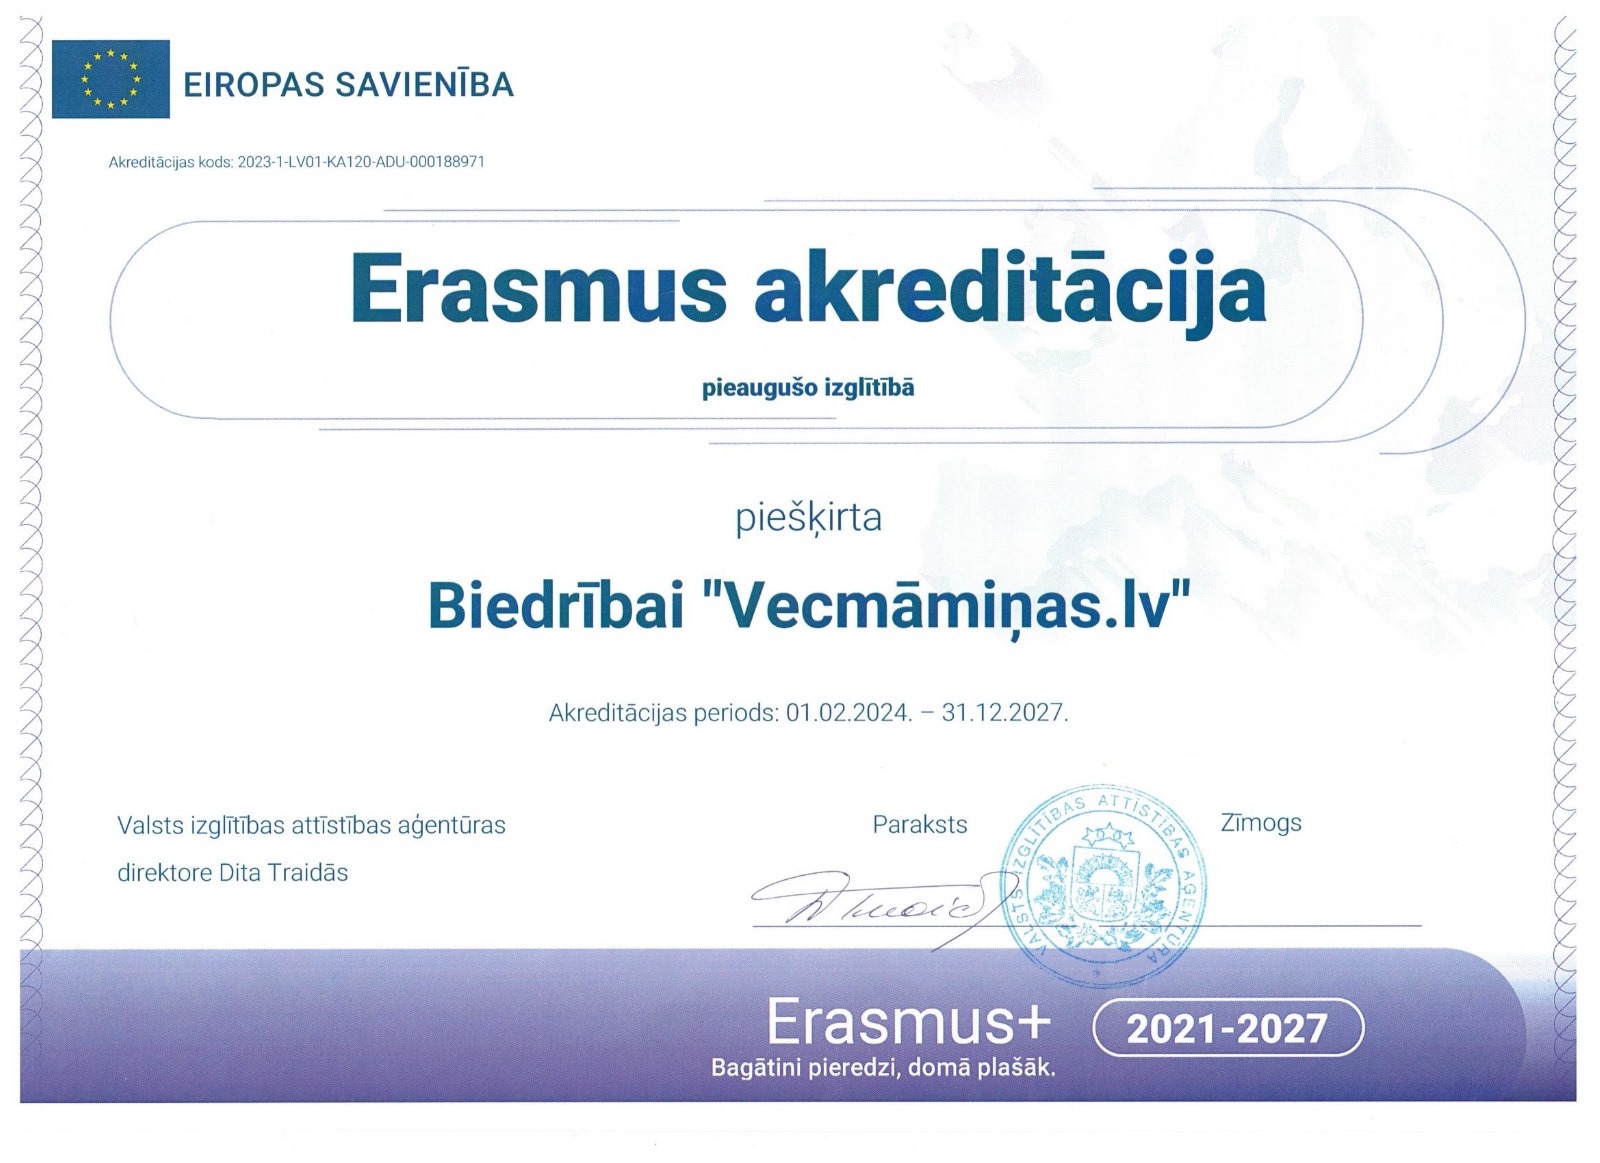 EIROPAS SAVIENĪBA
Akreditācijas kods: 2023-1-LV01-KA120-ADU-000188971
Erasmus akreditācija
pieaugušo izglītībā
piešķirta
Biedrībai "Vecmāmiņas.lv"
Akreditācijas periods: 01.02.2024. – 31.12.2027.
Valsts izglītības attīstības aģentūras
direktore Dita Traidās
Paraksts
Zīmogs
VALSTS IZGLĪTĪBAS ATTĪSTĪBAS AĢENTŪRA
Erasmus+
2021-2027
Bagātini pieredzi, domā plašāk.